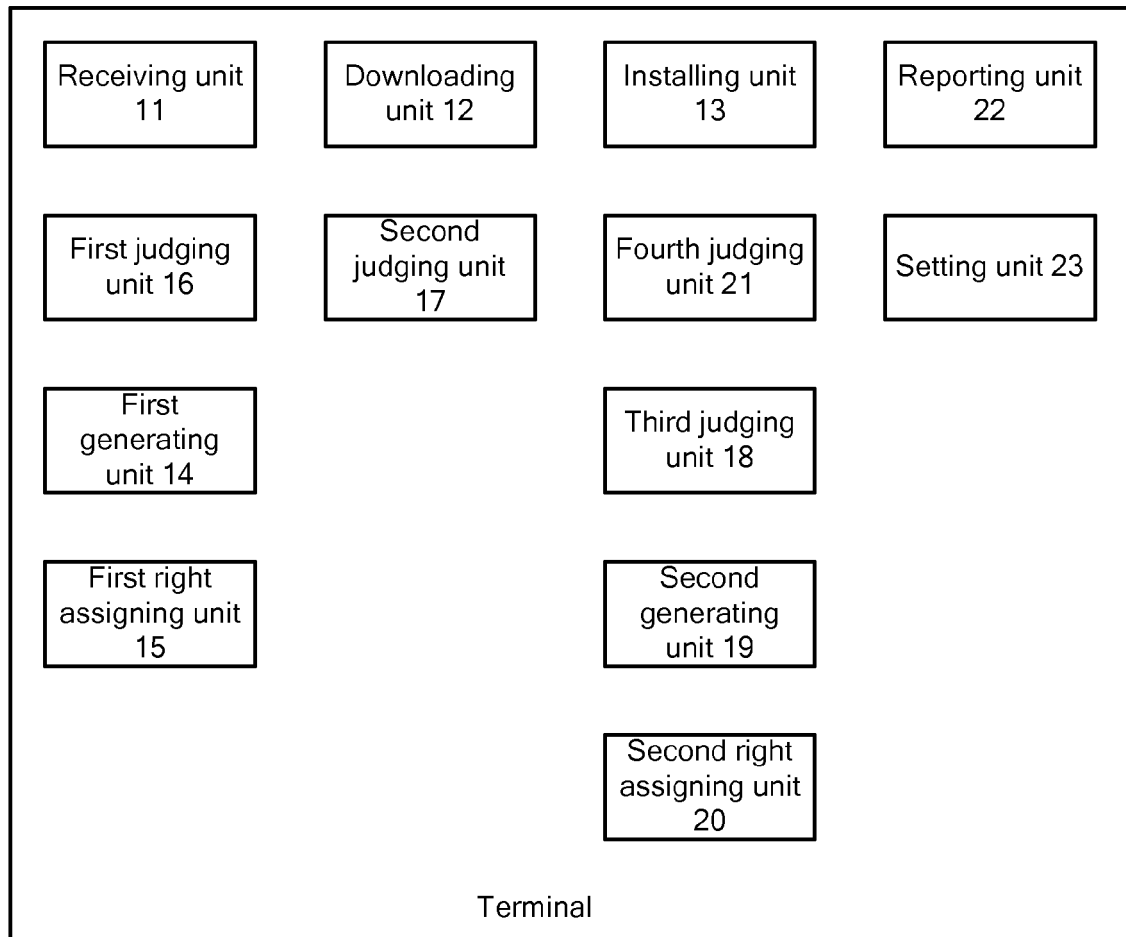 Receiving unit
11
Downloading
unit 12
Installing unit
13
Reporting unit
22
First judging
unit 16
Second
judging unit
17
Fourth judging
unit 21
Setting unit 23
First
generating
unit 14
Third judging
unit 18
First right
assigning unit
15
Second
generating
unit 19
Second right
assigning unit
20
Terminal